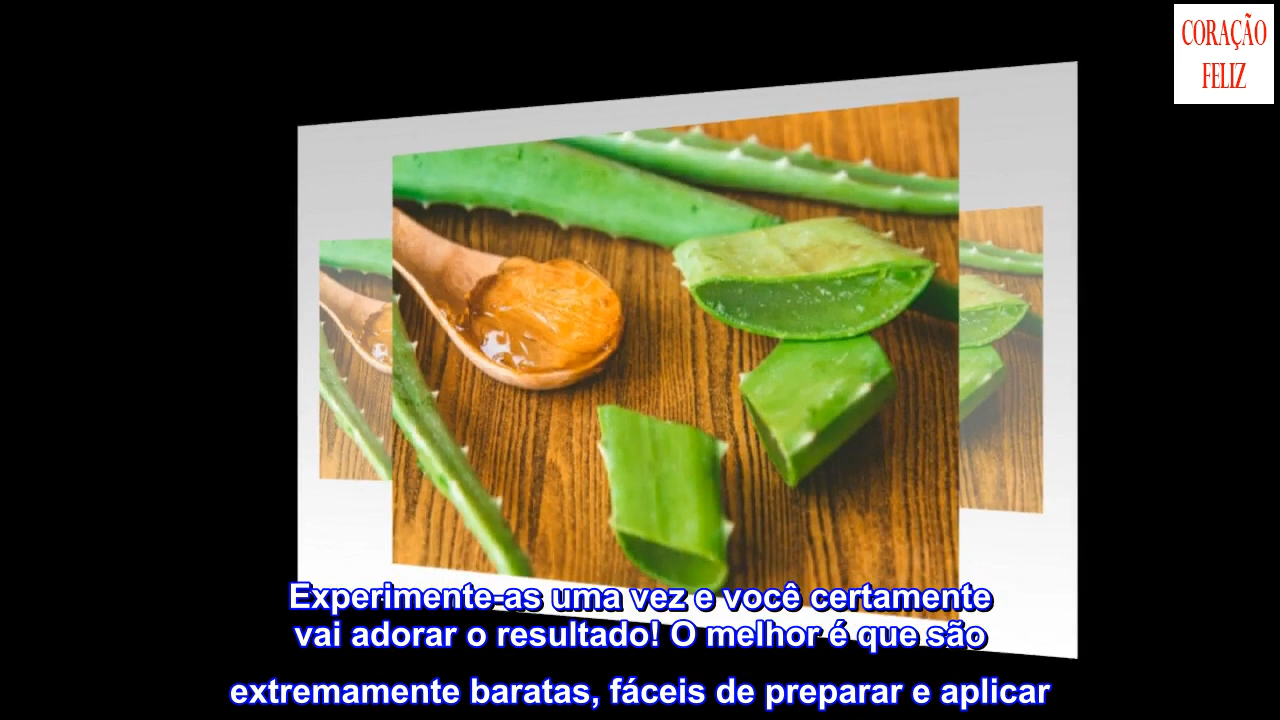 CORAÇÃO
FELIZ
Experimente-as uma vez e você certamente
vai adorar o resultado! O melhor é que são
extremamente baratas, fáceis de preparar e aplicar